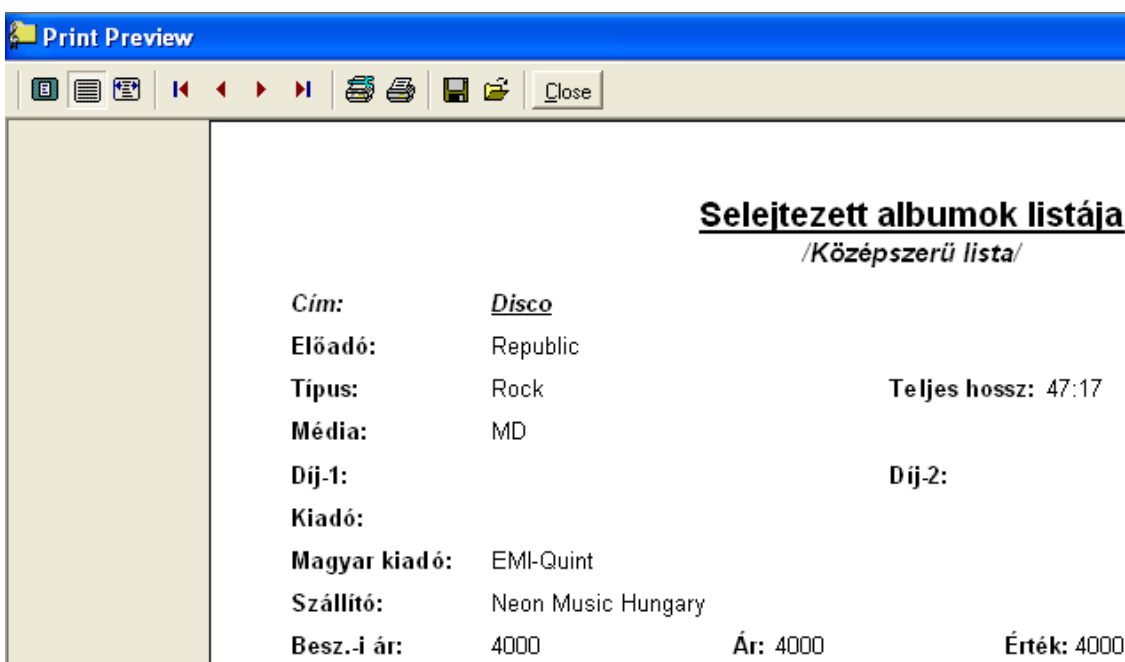 Print Preview
Close
Selejtezett albumok listája
/Középszerű lista/
Cím: Disco
Előadó: Republic
Típus: Rock Teljes hossz: 47:17
Média: MD
Díj-1: Díj-2:
Kiadó:
Magyar kiadó: EMI-Quint
Szállító: Neon Music Hungary
Besz.-i ár: 4000 Ár: 4000 Érték: 4000